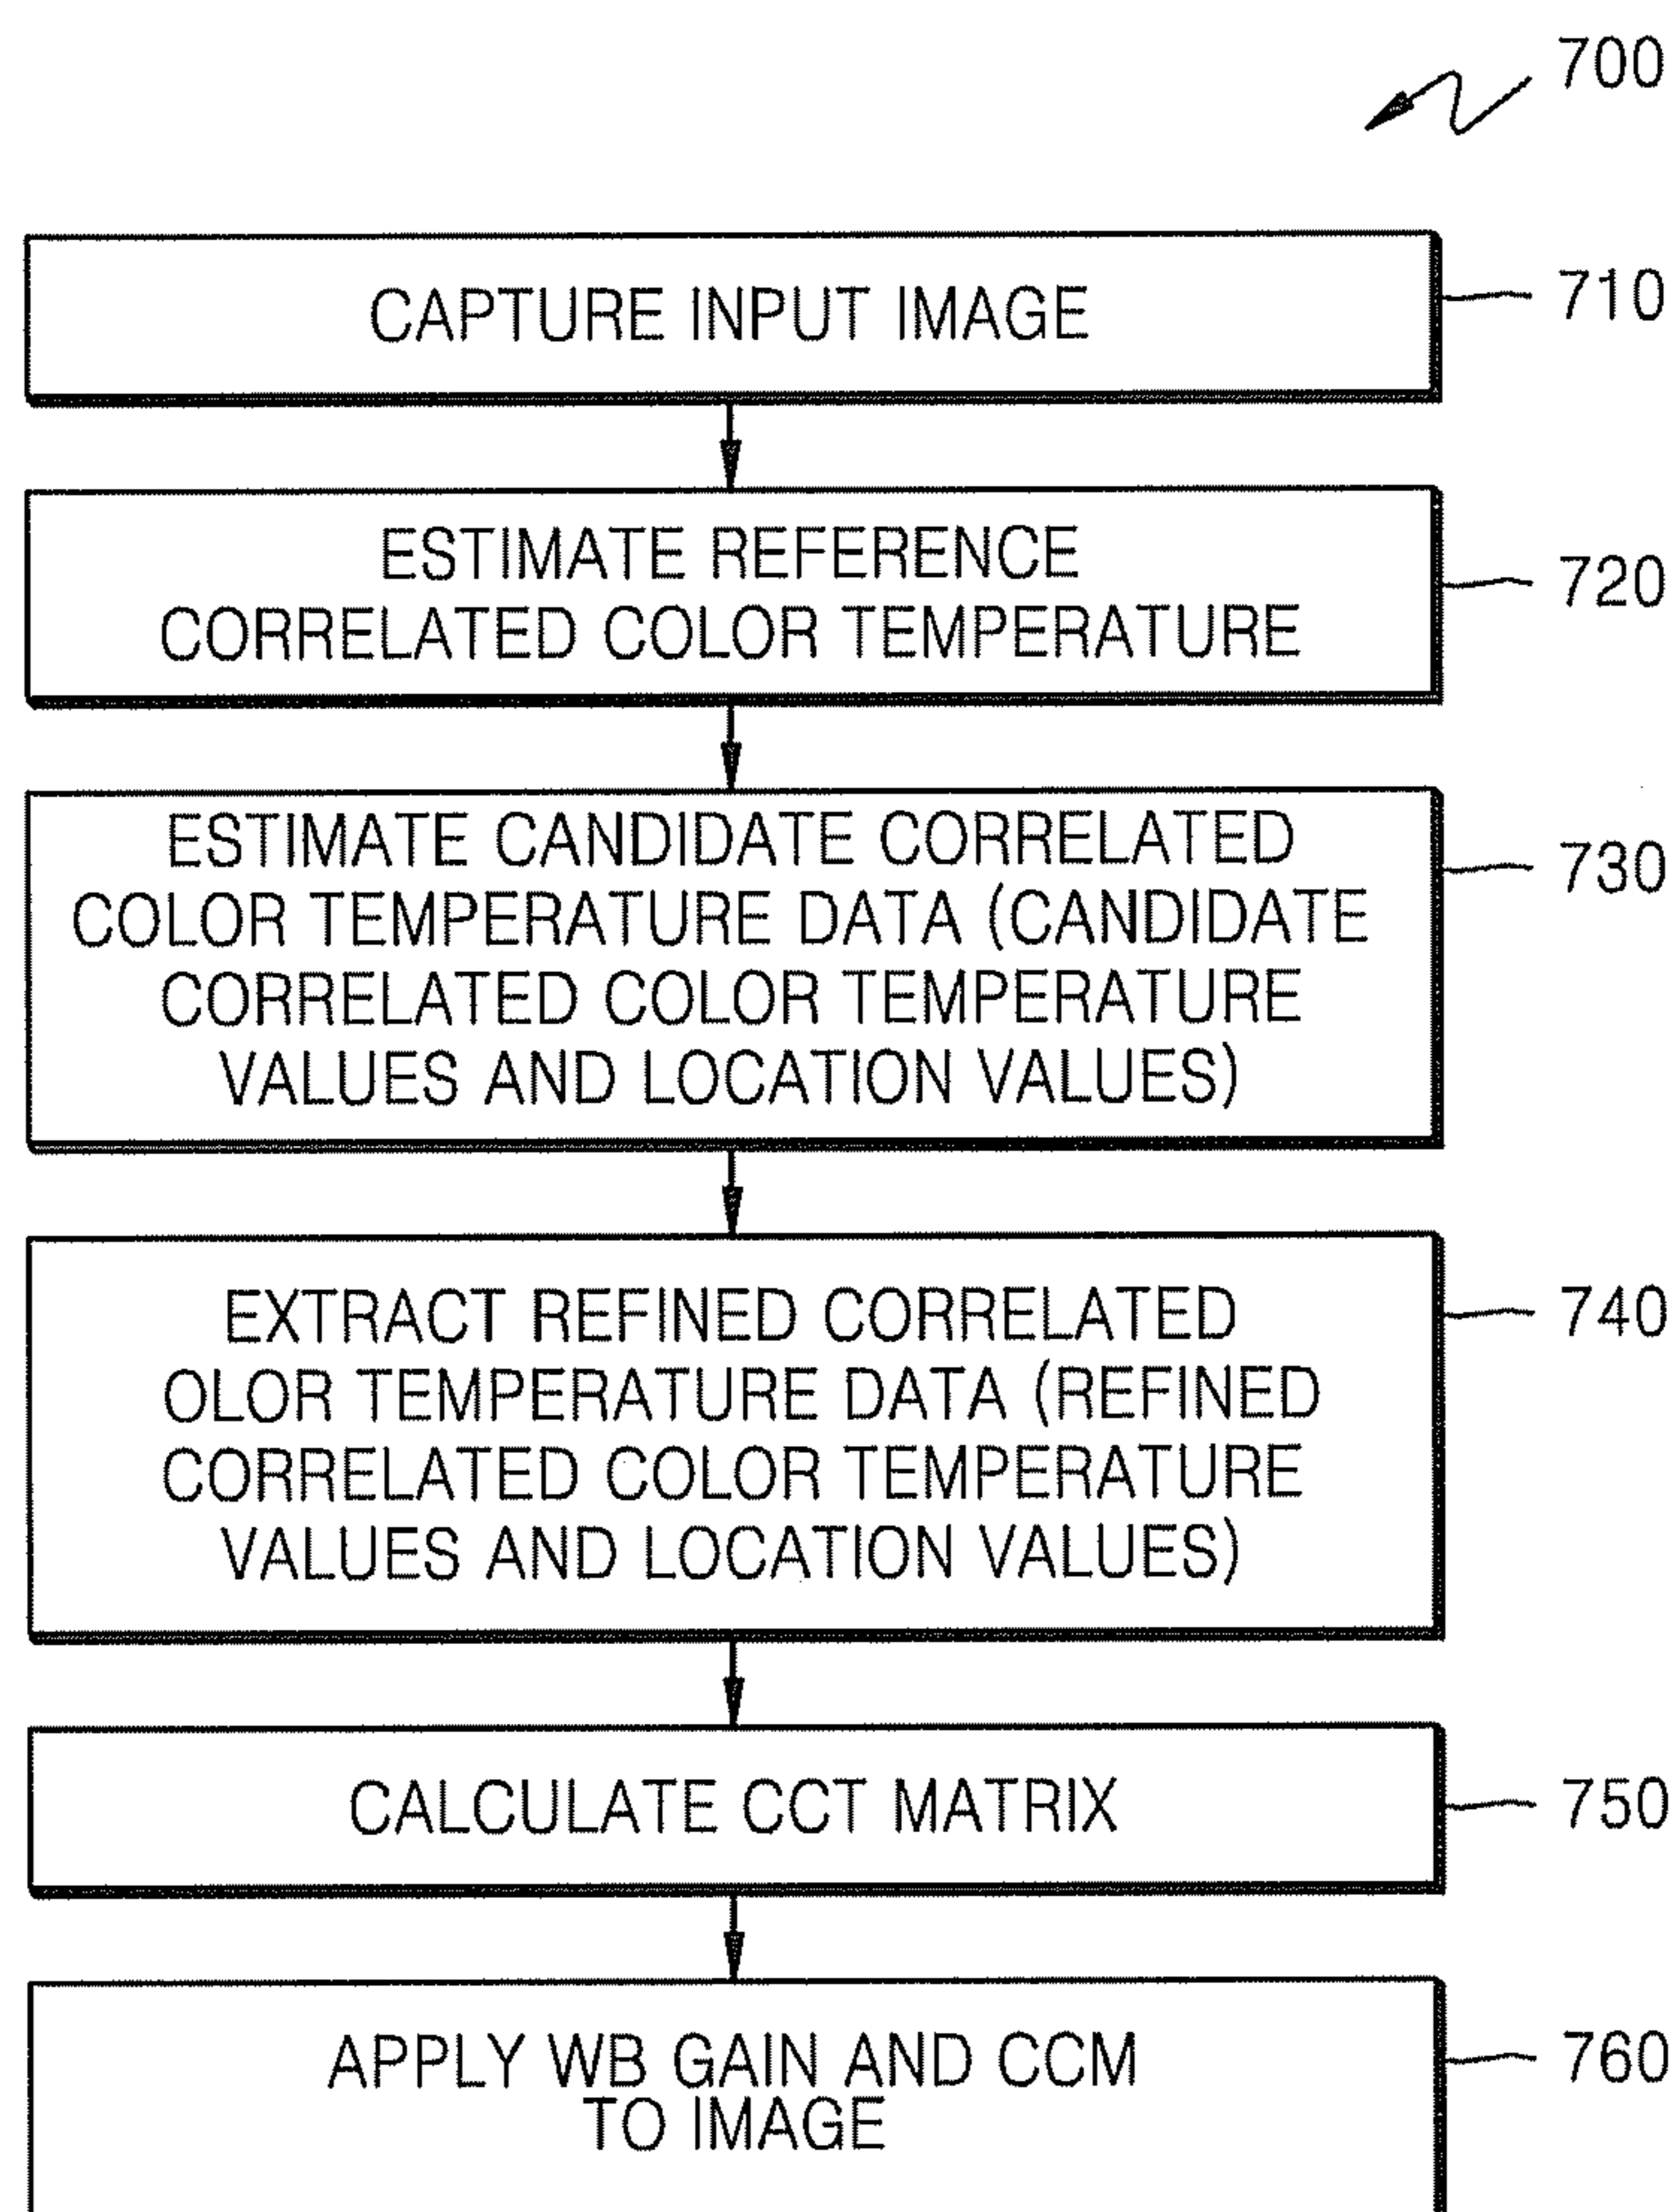 700
CAPTURE INPUT IMAGE
710
ESTIMATE REFERENCE
CORRELATED COLOR TEMPERATURE
720
ESTIMATE CANDIDATE CORRELATED
COLOR TEMPERATURE DATA (CANDIDATE
CORRELATED COLOR TEMPERATURE
VALUES AND LOCATION VALUES)
730
EXTRACT REFINED CORRELATED
OLOR TEMPERATURE DATA (REFINED
CORRELATED COLOR TEMPERATURE
VALUES AND LOCATION VALUES)
740
CALCULATE CCT MATRIX
750
APPLY WB GAIN AND CCM
TO IMAGE
760